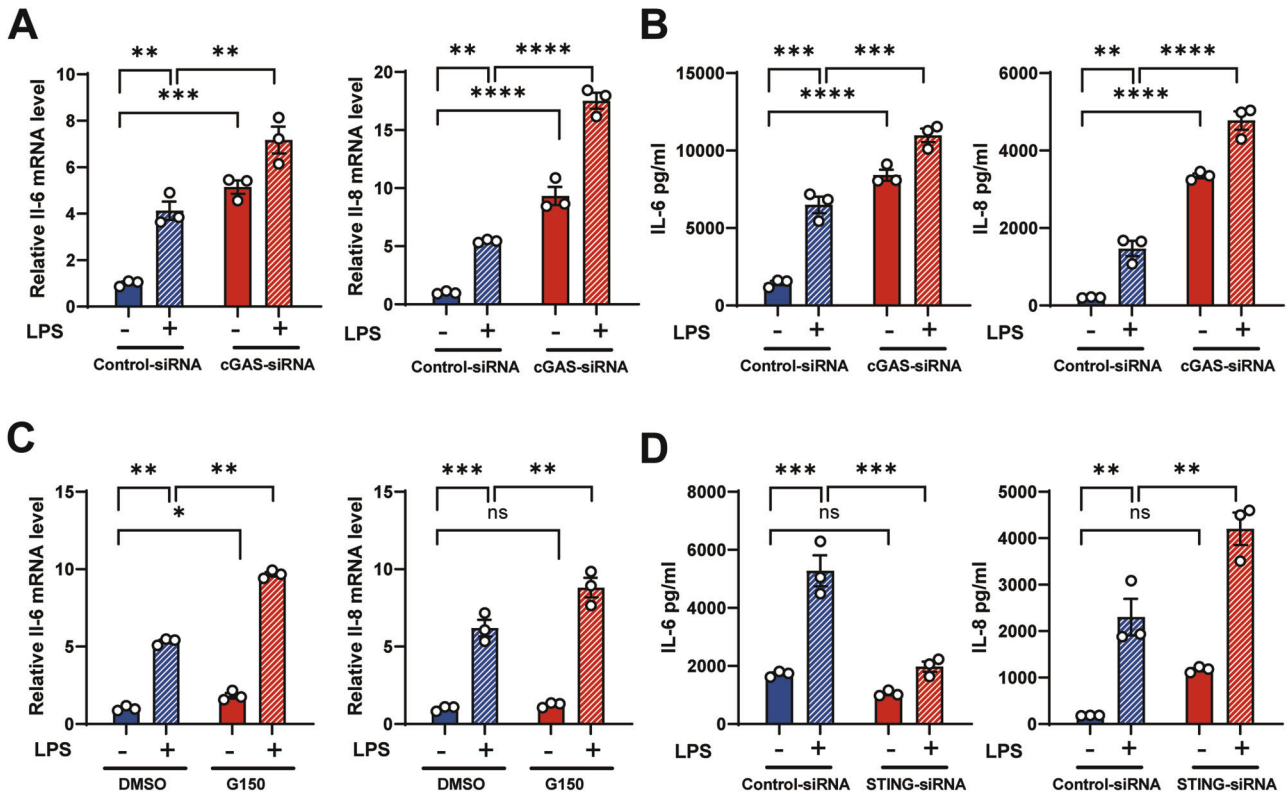 A
** **
***
Relative Il-6 mRNA level
10
8
6
4
2
0
LPS - + - +
Control-siRNA cGAS-siRNA
** ****
****
Relative Il-8 mRNA level
20
15
10
5
0
- + - +
Control-siRNA cGAS-siRNA
B
*** ***
****
IL-6 pg/ml
15000
10000
5000
0
LPS - + - +
Control-siRNA cGAS-siRNA
** ****
****
IL-8 pg/ml
6000
4000
2000
0
- + - +
Control-siRNA cGAS-siRNA
C
** **
*
Relative Il-6 mRNA level
15
10
5
0
LPS - + - +
DMSO G150
*** **
ns
Relative Il-8 mRNA level
15
10
5
0
- + - +
DMSO G150
D
*** ***
ns
IL-6 pg/ml
8000
6000
4000
2000
0
LPS - + - +
Control-siRNA STING-siRNA
** **
ns
IL-8 pg/ml
5000
4000
3000
2000
1000
0
- + - +
Control-siRNA STING-siRNA